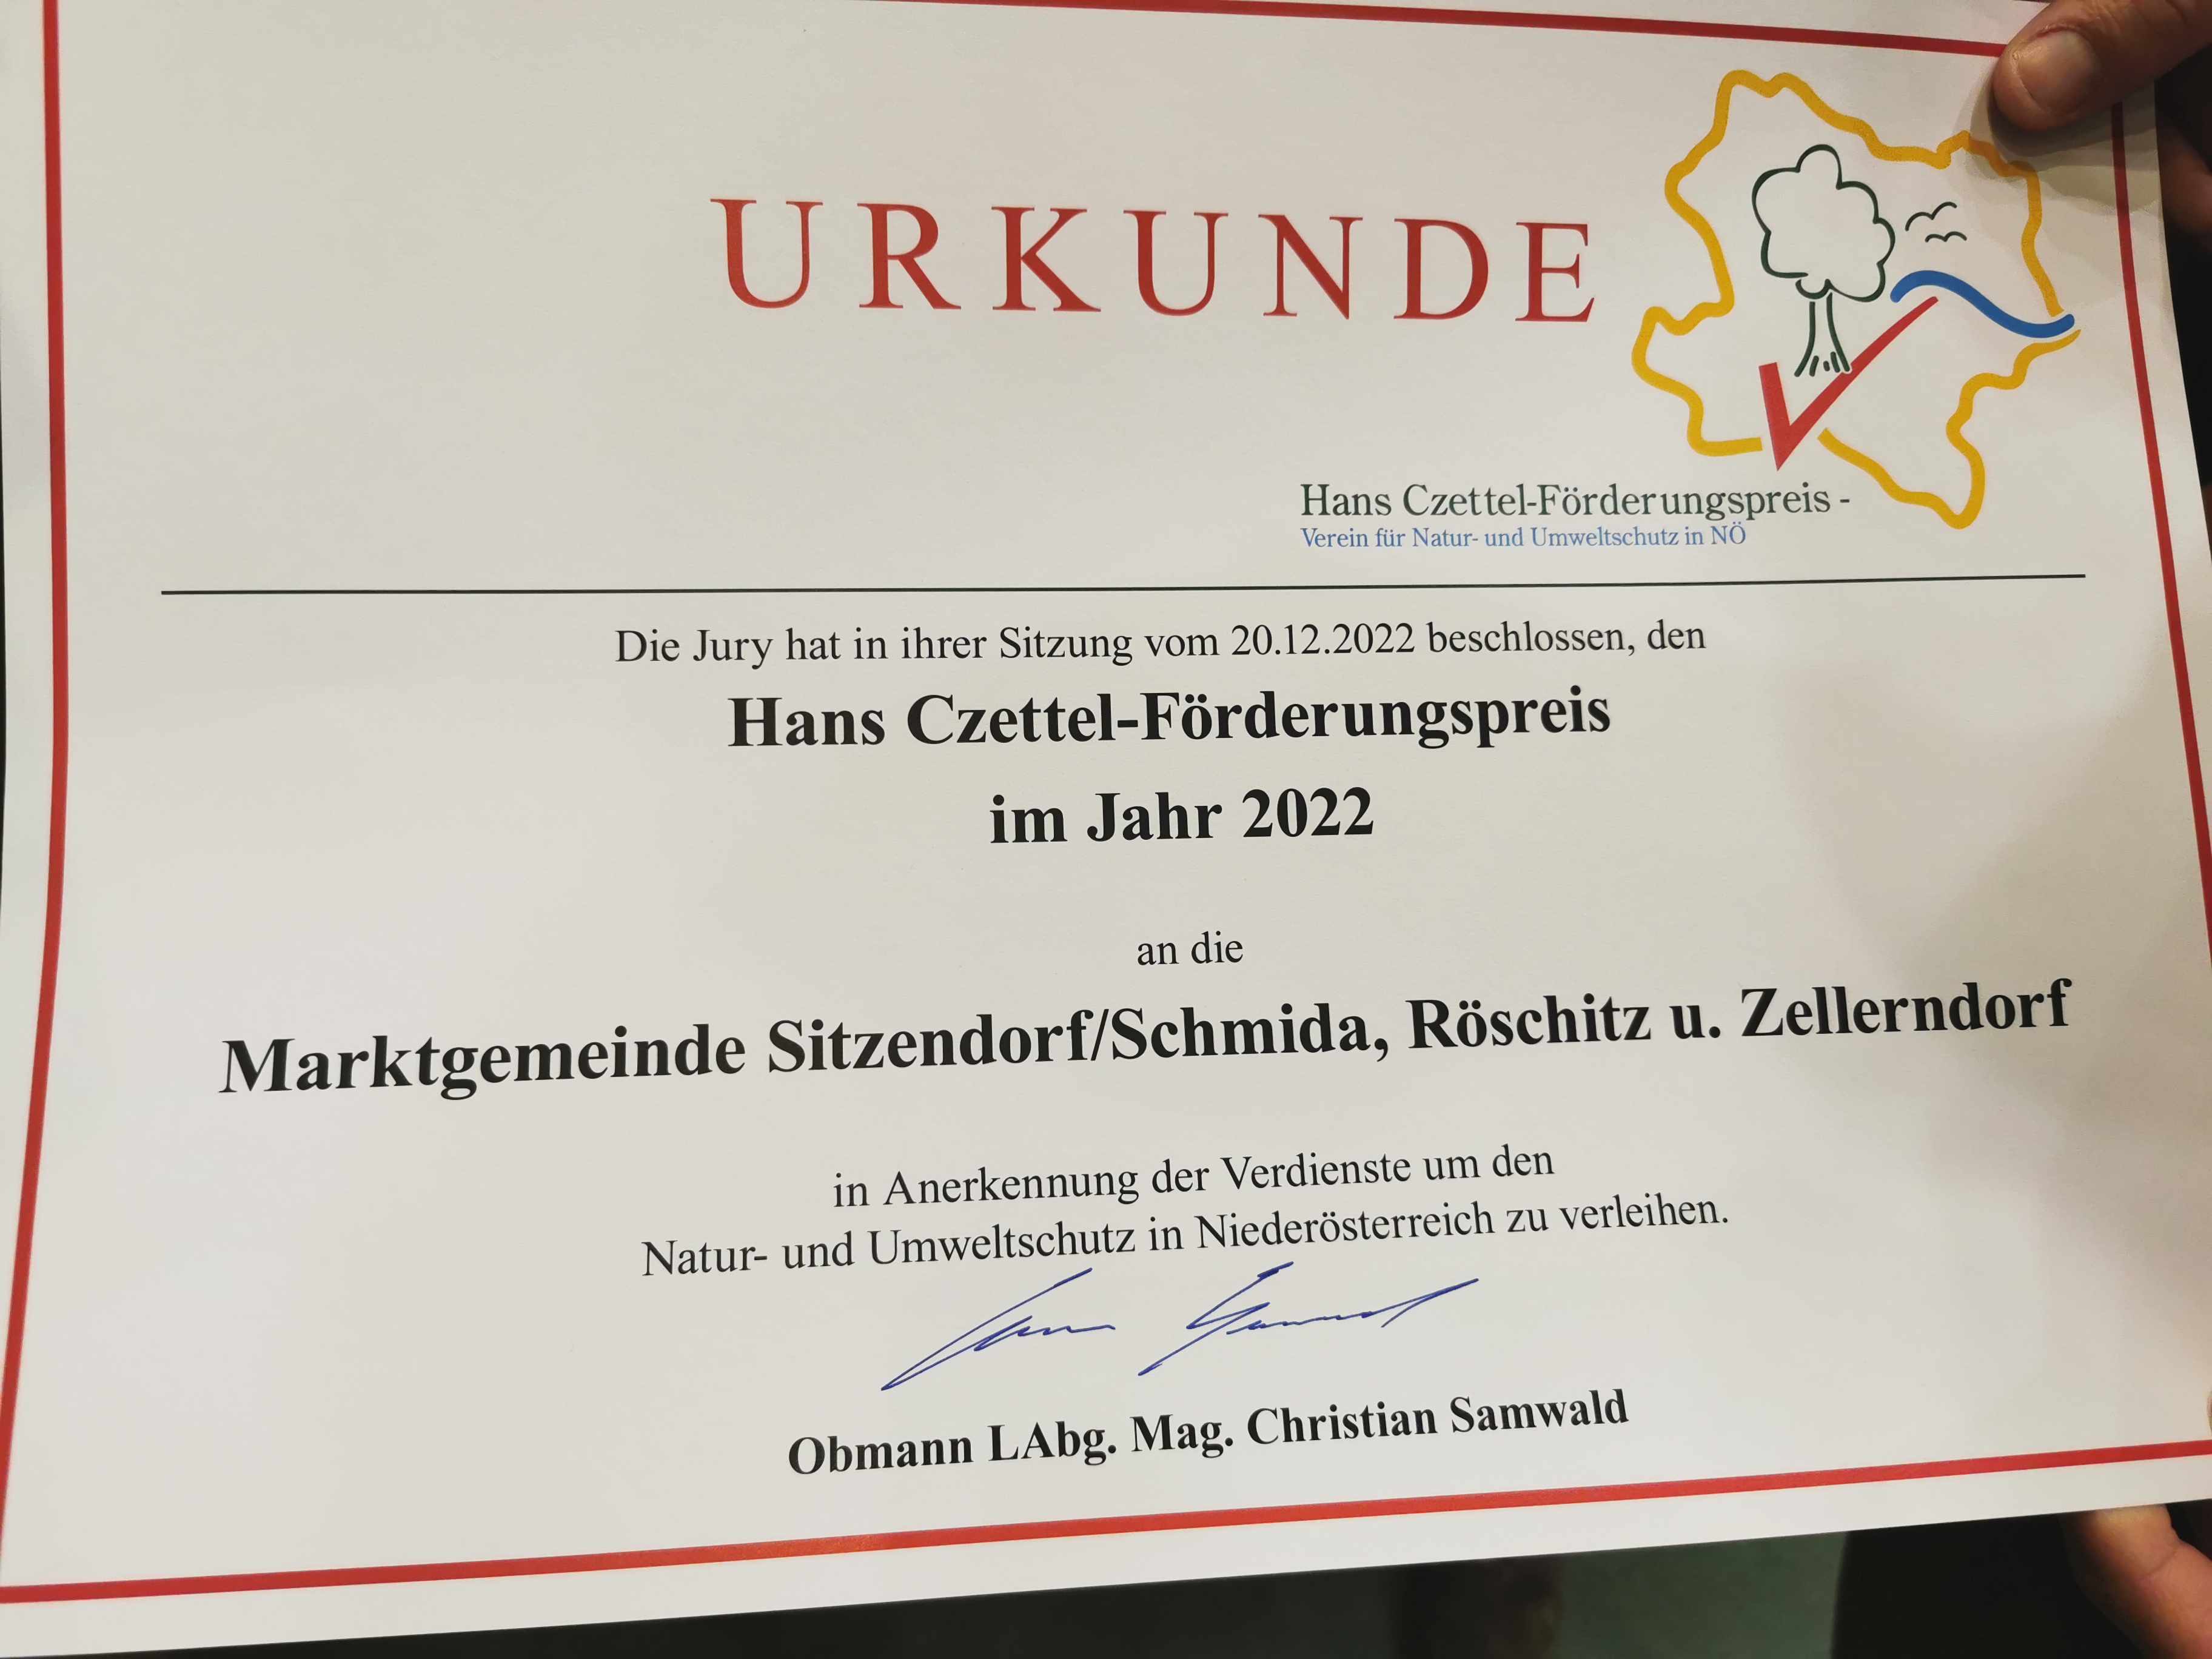 URKUNDE
Hans Czettel-Förderungspreis -
Verein für Natur- und Umweltschutz in NÖ
Die Jury hat in ihrer Sitzung vom 20.12.2022 beschlossen, den
Hans Czettel-Förderungspreis
im Jahr 2022
an die
Marktgemeinde Sitzendorf/Schmida, Röschitz u. Zellerndorf
in Anerkennung der Verdienste um den
Natur- und Umweltschutz in Niederösterreich zu verleihen.
Obmann LAbg. Mag. Christian Samwald